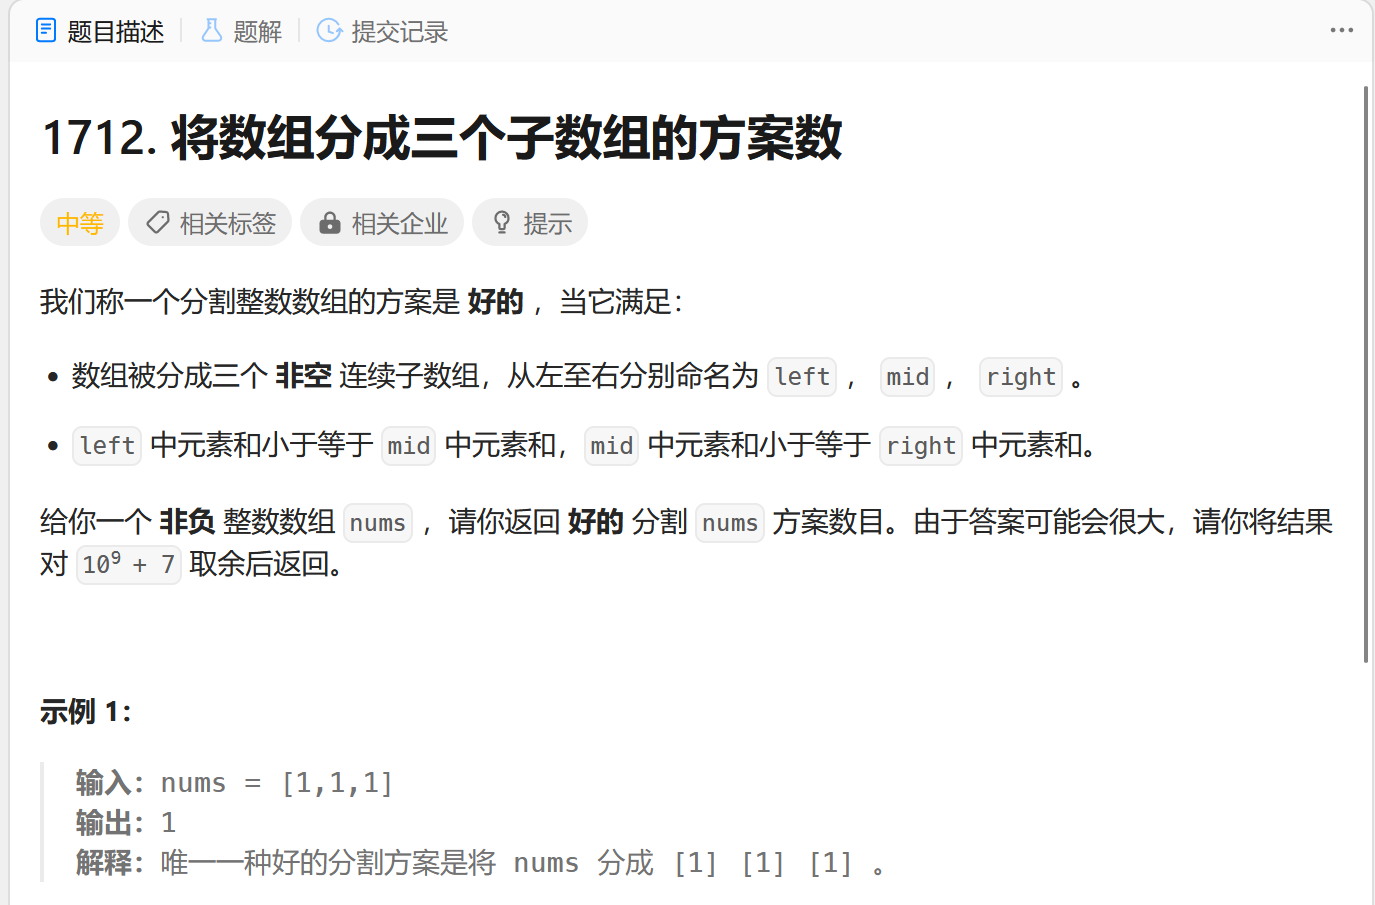 题目描述 题解 提交记录
1712. 将数组分成三个子数组的方案数
中等 相关标签 相关企业 提示
我们称一个分割整数数组的方案是 好的 ，当它满足：
• 数组被分成三个 非空 连续子数组，从左至右分别命名为 left ， mid ， right 。
• left 中元素和小于等于 mid 中元素和，mid 中元素和小于等于 right 中元素和。
给你一个 非负 整数数组 nums ，请你返回 好的 分割 nums 方案数目。由于答案可能会很大，请你将结果
对 10⁹ + 7 取余后返回。
示例 1：
输入：nums = [1,1,1]
输出：1
解释：唯一一种好的分割方案是将 nums 分成 [1] [1] [1] 。